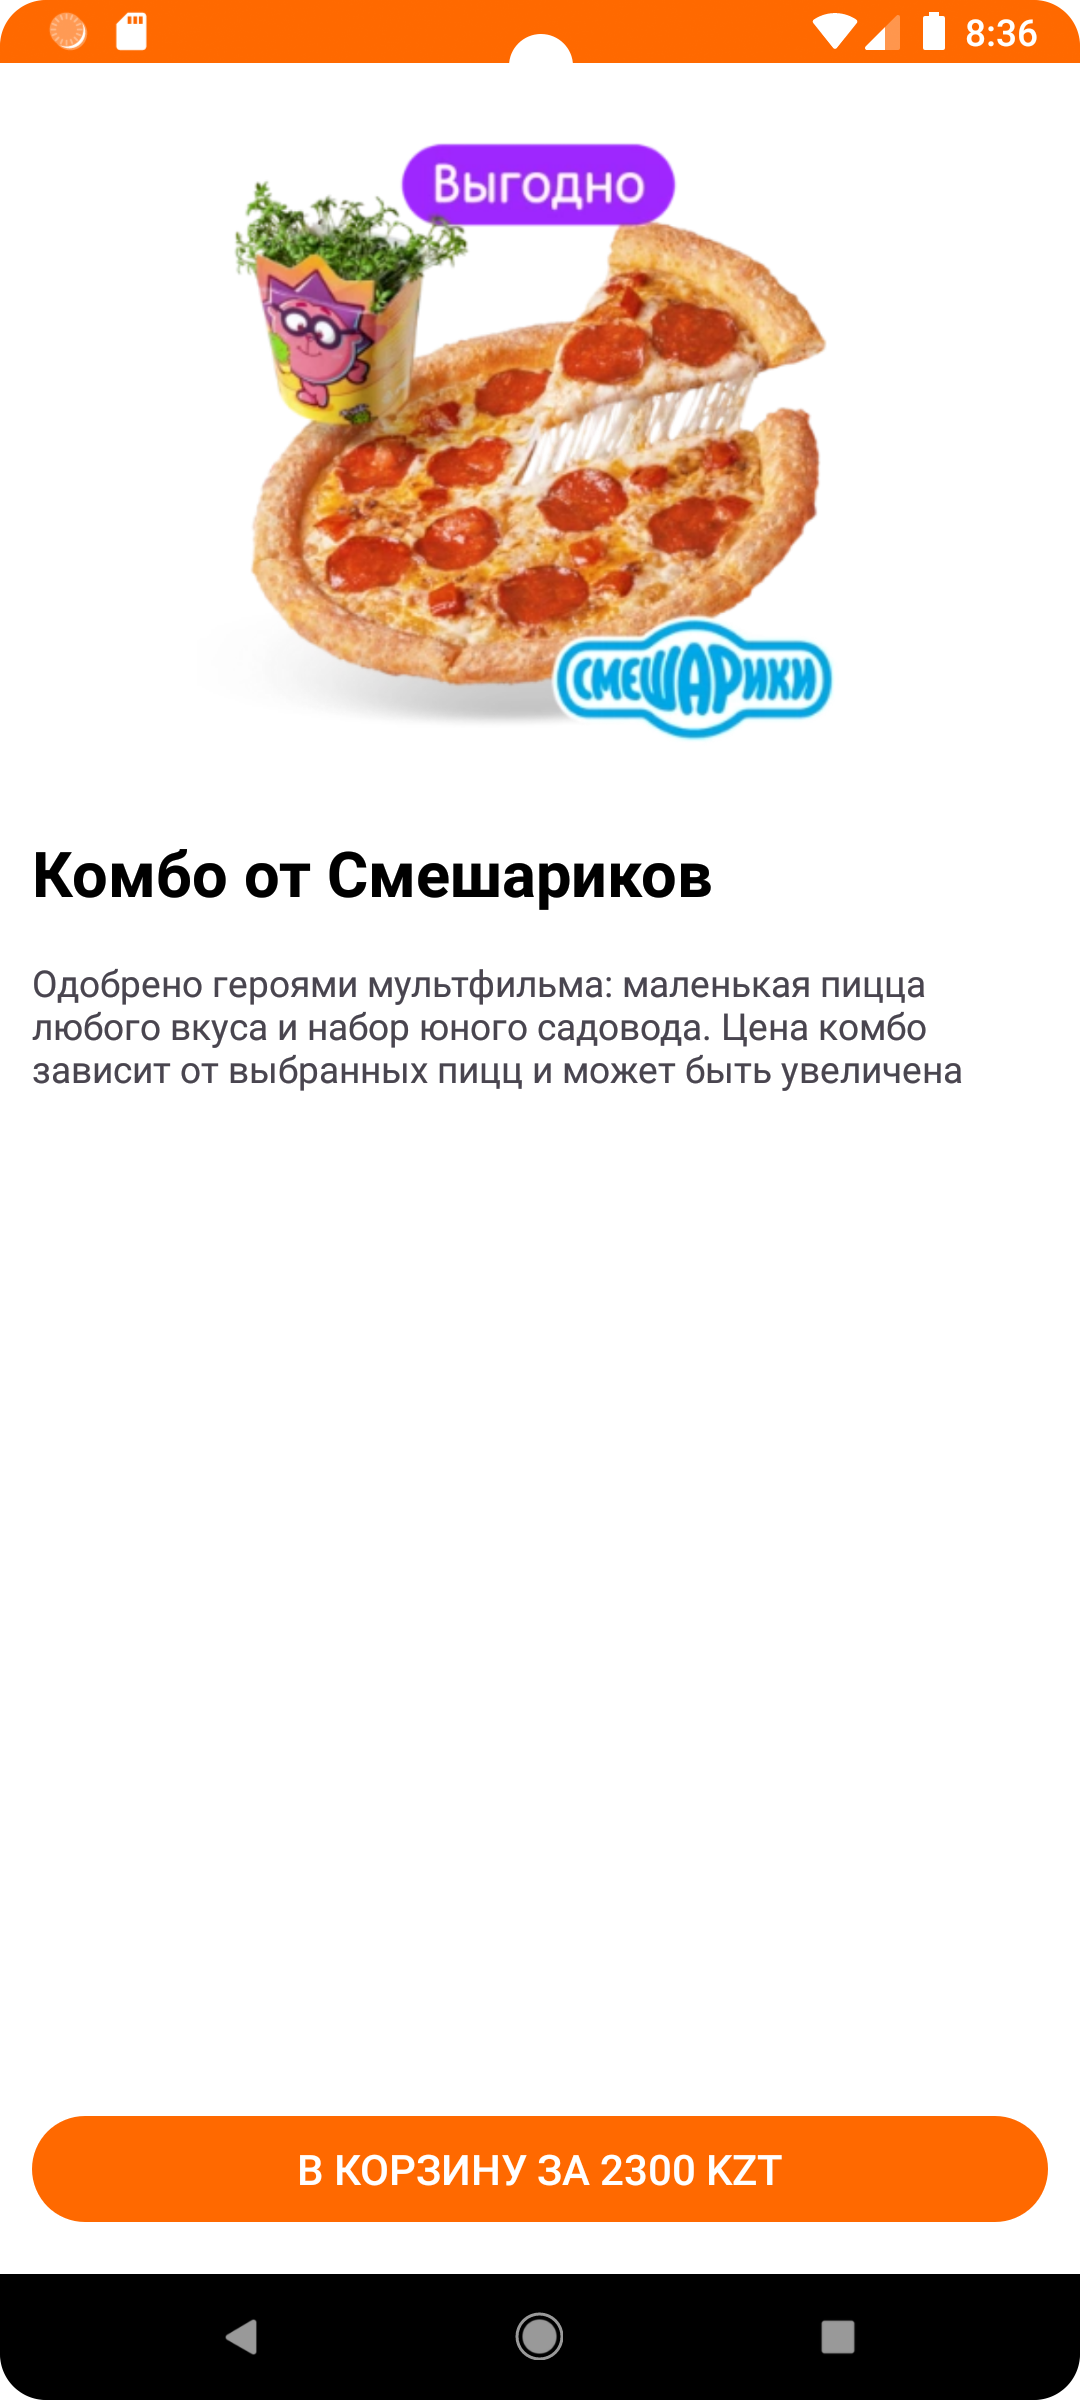 8:36
Выгодно
СМЕШАРИКИ
Комбо от Смешариков
Одобрено героями мультфильма: маленькая пицца
любого вкуса и набор юного садовода. Цена комбо
зависит от выбранных пицц и может быть увеличена
В КОРЗИНУ ЗА 2300 KZT